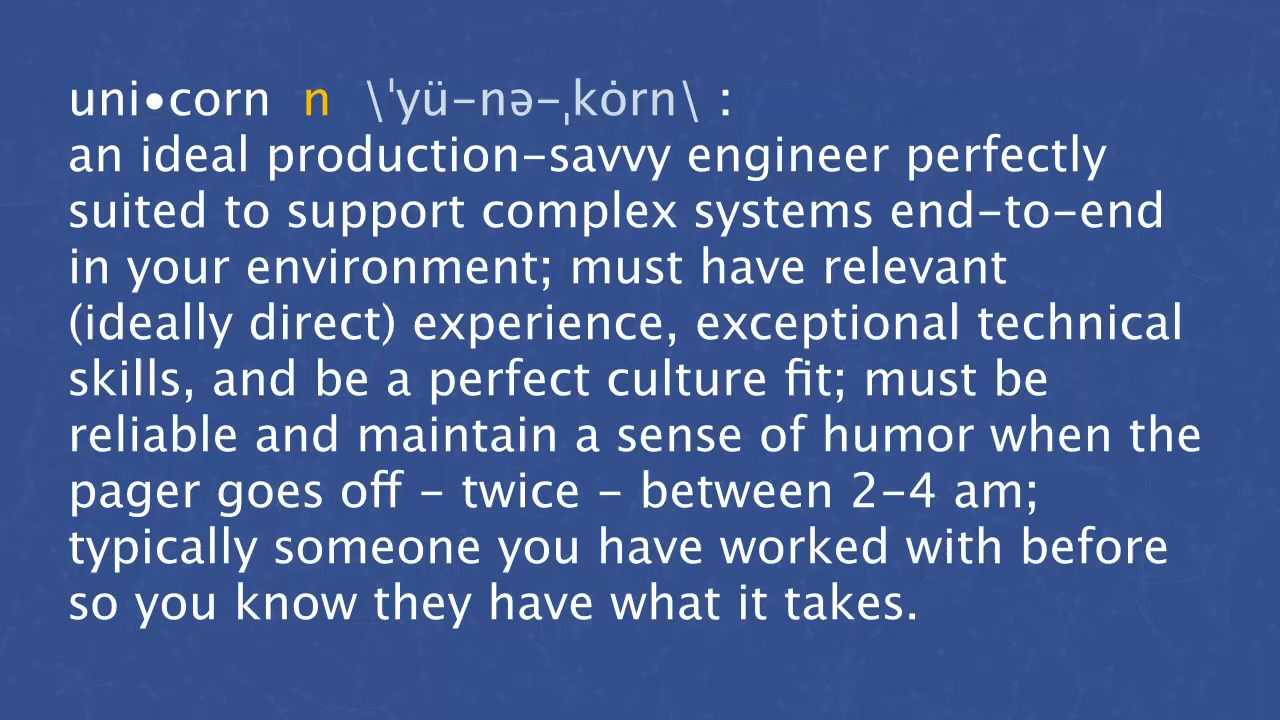 uni•corn n \ˈyü-nə-ˌkȯrn\ :
an ideal production-savvy engineer perfectly
suited to support complex systems end-to-end
in your environment; must have relevant
(ideally direct) experience, exceptional technical
skills, and be a perfect culture fit; must be
reliable and maintain a sense of humor when the
pager goes off - twice - between 2-4 am;
typically someone you have worked with before
so you know they have what it takes.